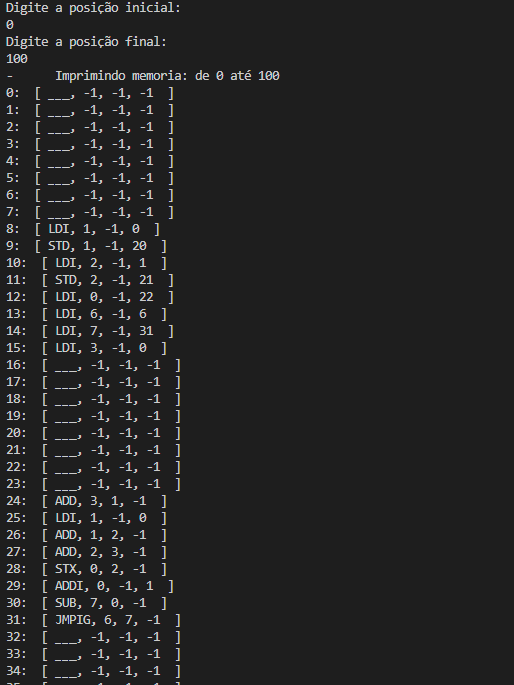 Digite a posição inicial:
0
Digite a posição final:
100
-      Imprimindo memoria: de 0 até 100
0:  [ ___, -1, -1, -1  ]
1:  [ ___, -1, -1, -1  ]
2:  [ ___, -1, -1, -1  ]
3:  [ ___, -1, -1, -1  ]
4:  [ ___, -1, -1, -1  ]
5:  [ ___, -1, -1, -1  ]
6:  [ ___, -1, -1, -1  ]
7:  [ ___, -1, -1, -1  ]
8:  [ LDI, 1, -1, 0  ]
9:  [ STD, 1, -1, 20  ]
10:  [ LDI, 2, -1, 1  ]
11:  [ STD, 2, -1, 21  ]
12:  [ LDI, 0, -1, 22  ]
13:  [ LDI, 6, -1, 6  ]
14:  [ LDI, 7, -1, 31  ]
15:  [ LDI, 3, -1, 0  ]
16:  [ ___, -1, -1, -1  ]
17:  [ ___, -1, -1, -1  ]
18:  [ ___, -1, -1, -1  ]
19:  [ ___, -1, -1, -1  ]
20:  [ ___, -1, -1, -1  ]
21:  [ ___, -1, -1, -1  ]
22:  [ ___, -1, -1, -1  ]
23:  [ ___, -1, -1, -1  ]
24:  [ ADD, 3, 1, -1  ]
25:  [ LDI, 1, -1, 0  ]
26:  [ ADD, 1, 2, -1  ]
27:  [ ADD, 2, 3, -1  ]
28:  [ STX, 0, 2, -1  ]
29:  [ ADDI, 0, -1, 1  ]
30:  [ SUB, 7, 0, -1  ]
31:  [ JMPIG, 6, 7, -1  ]
32:  [ ___, -1, -1, -1  ]
33:  [ ___, -1, -1, -1  ]
34:  [ ___, -1, -1, -1  ]